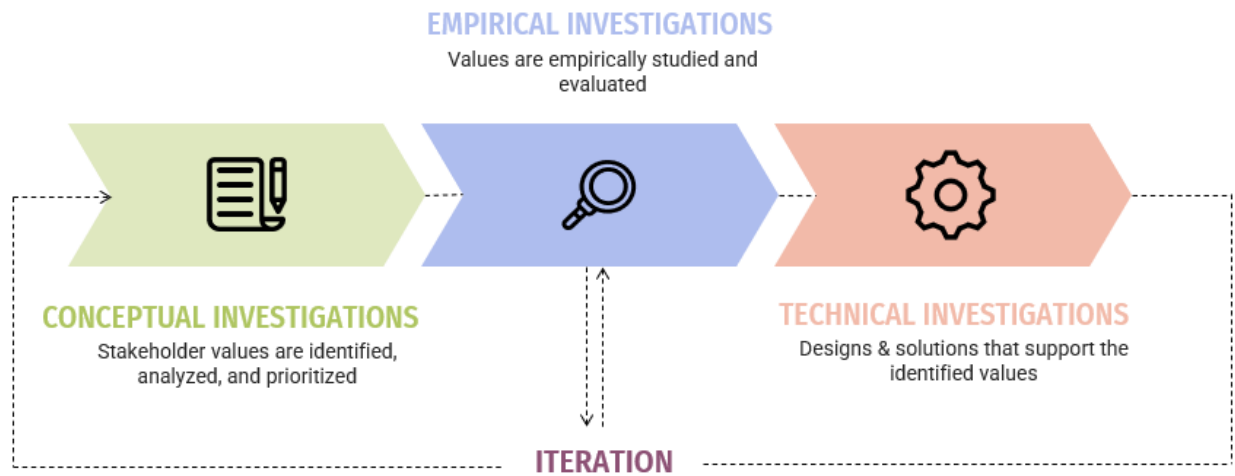 EMPIRICAL INVESTIGATIONS
Values are empirically studied and
evaluated
CONCEPTUAL INVESTIGATIONS
Stakeholder values are identified,
analyzed, and prioritized
TECHNICAL INVESTIGATIONS
Designs & solutions that support the
identified values
ITERATION